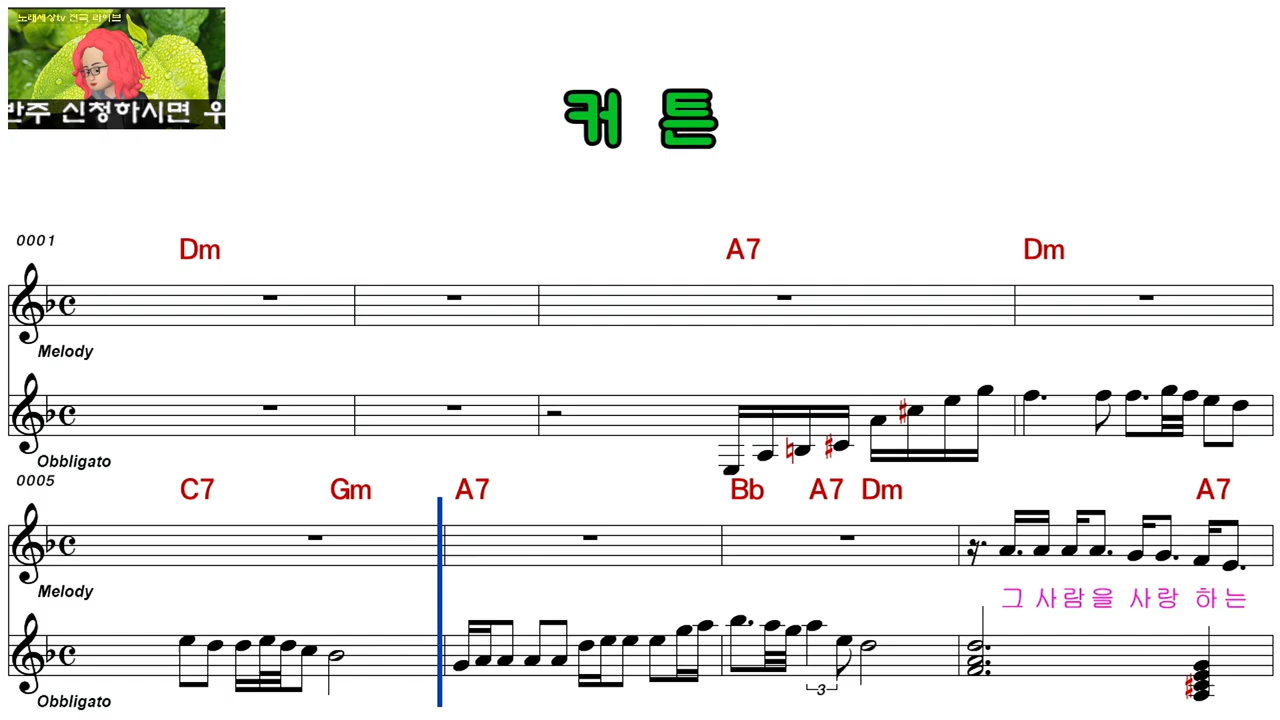 노래세상tv 전국 라이브
반주 신청하시면 우
커 튼
0001
Dm A7 Dm
Melody
Obbligato
0005
C7 Gm A7 Bb A7 Dm A7
Melody
그 사람을 사랑 하는
3
Obbligato